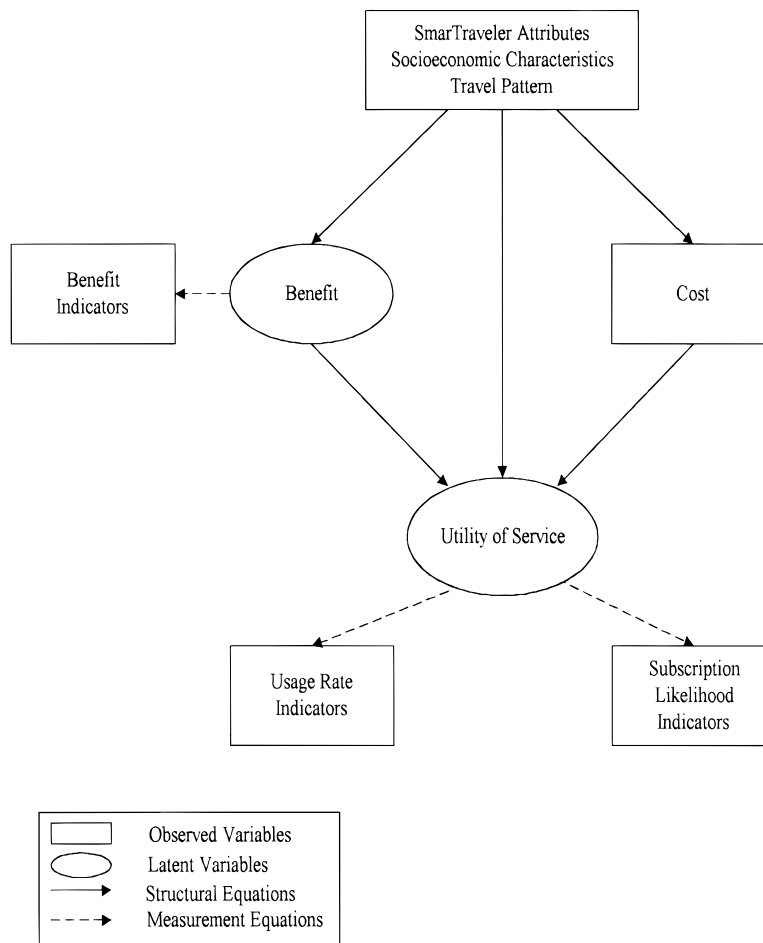 SmarTraveler Attributes
Socioeconomic Characteristics
Travel Pattern
Benefit
Indicators
Benefit
Cost
Utility of Service
Usage Rate
Indicators
Subscription
Likelihood
Indicators
Observed Variables
Latent Variables
Structural Equations
Measurement Equations